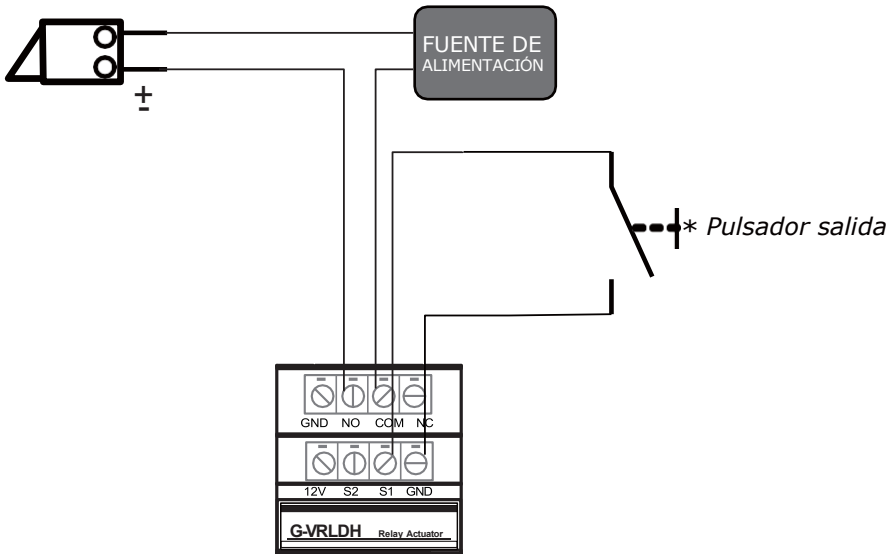 FUENTE DE
ALIMENTACIÓN
±
* Pulsador salida
GND NO COM NC
12V S2 S1 GND
G-VRLDH Relay Actuator